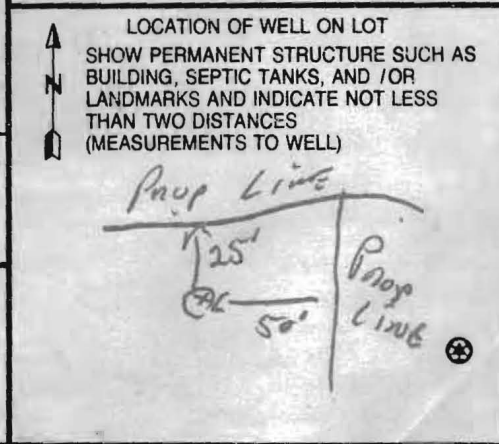 LOCATION OF WELL ON LOT
SHOW PERMANENT STRUCTURE SUCH AS
BUILDING, SEPTIC TANKS, AND /OR
LANDMARKS AND INDICATE NOT LESS
THAN TWO DISTANCES
(MEASUREMENTS TO WELL)
N
Prop Line
25'
50'
Prop
Line